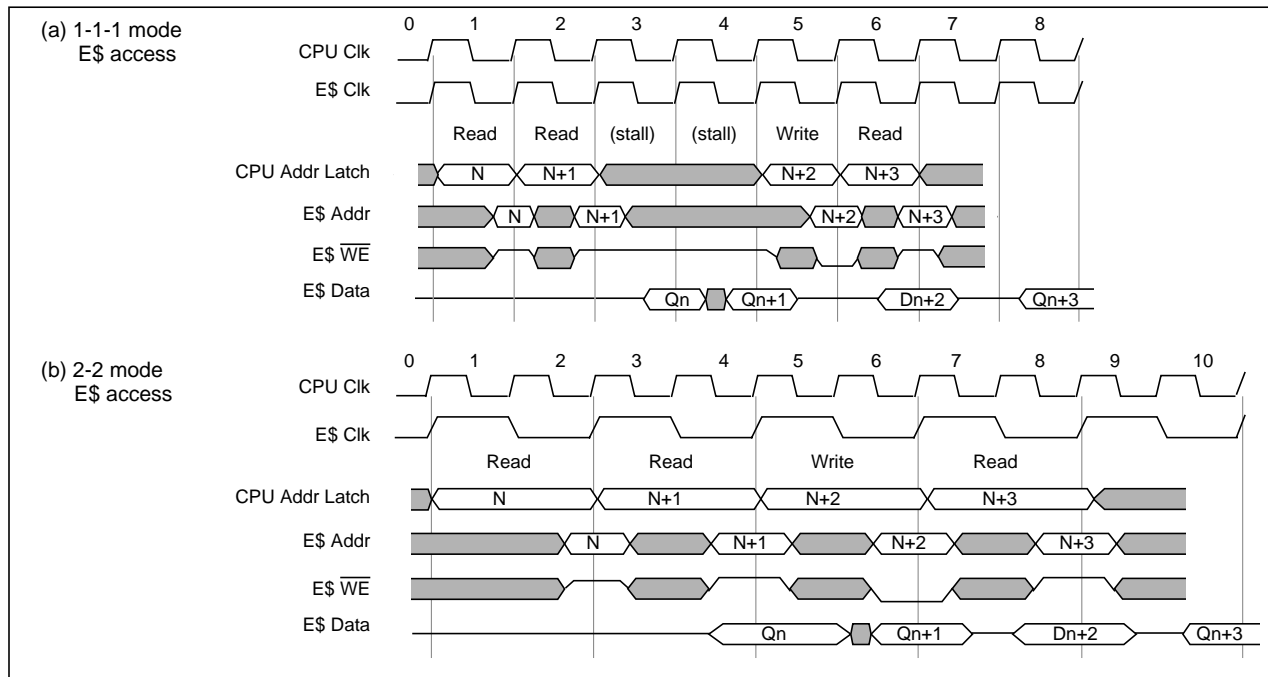 (a) 1-1-1 mode
E$ access
0 1 2 3 4 5 6 7 8
CPU Clk
E$ Clk
Read Read (stall) (stall) Write Read
CPU Addr Latch N N+1 N+2 N+3
E$ Addr N N+1 N+2 N+3
E$ WE
E$ Data Qn Qn+1 Dn+2 Qn+3
(b) 2-2 mode
E$ access
0 1 2 3 4 5 6 7 8 9 10
CPU Clk
E$ Clk
Read Read Write Read
CPU Addr Latch N N+1 N+2 N+3
E$ Addr N N+1 N+2 N+3
E$ WE
E$ Data Qn Qn+1 Dn+2 Qn+3